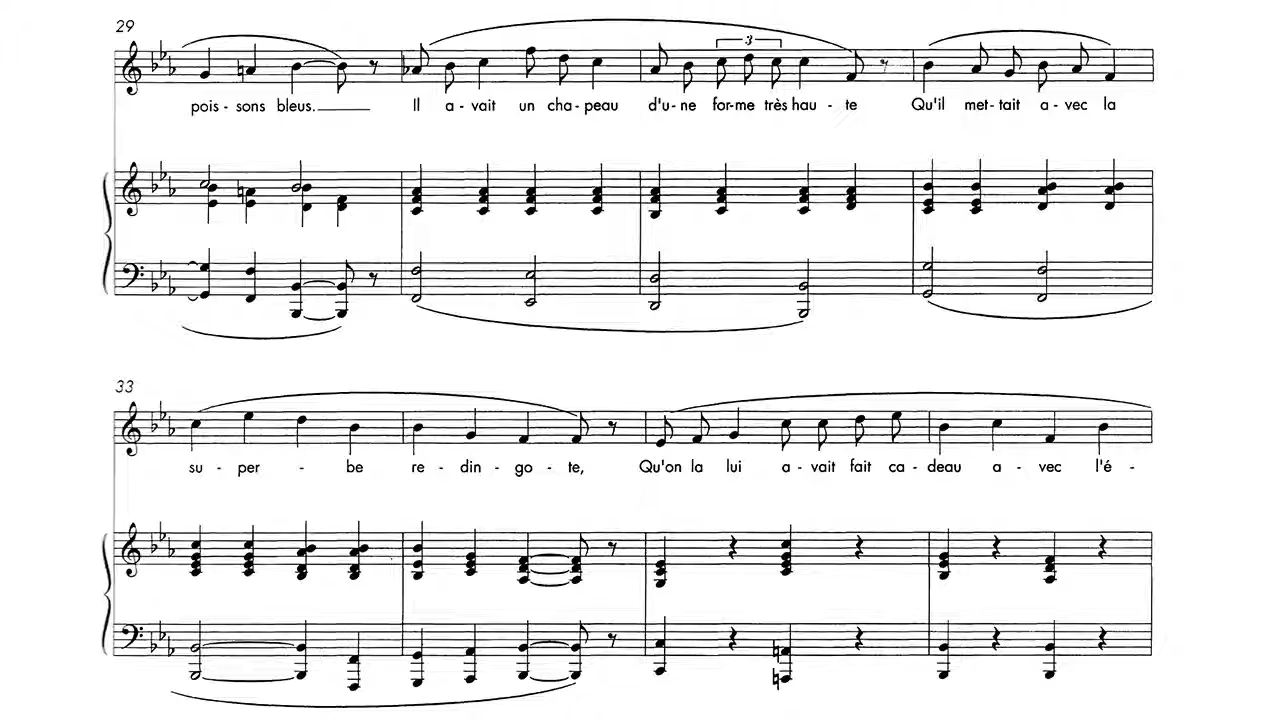 29
pois - sons bleus.
Il a - vait un cha - peau d'u - ne for - me très hau - te Qu'il met - tait a - vec la
3
33
su - per - be re - din - go - te, Qu'on la lui a - vait fait ca - deau a - vec l'é -